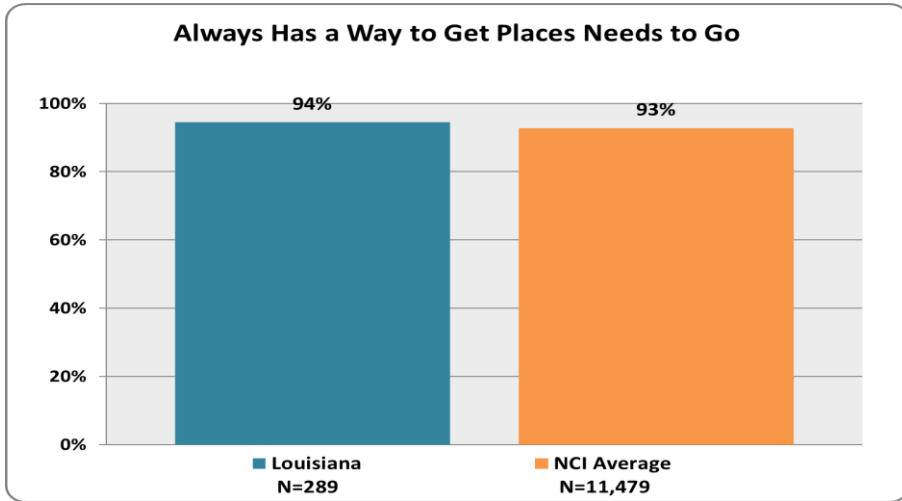 Always Has a Way to Get Places Needs to Go
94%
93%
100%
80%
60%
40%
20%
0%
Louisiana
N=289
NCI Average
N=11,479